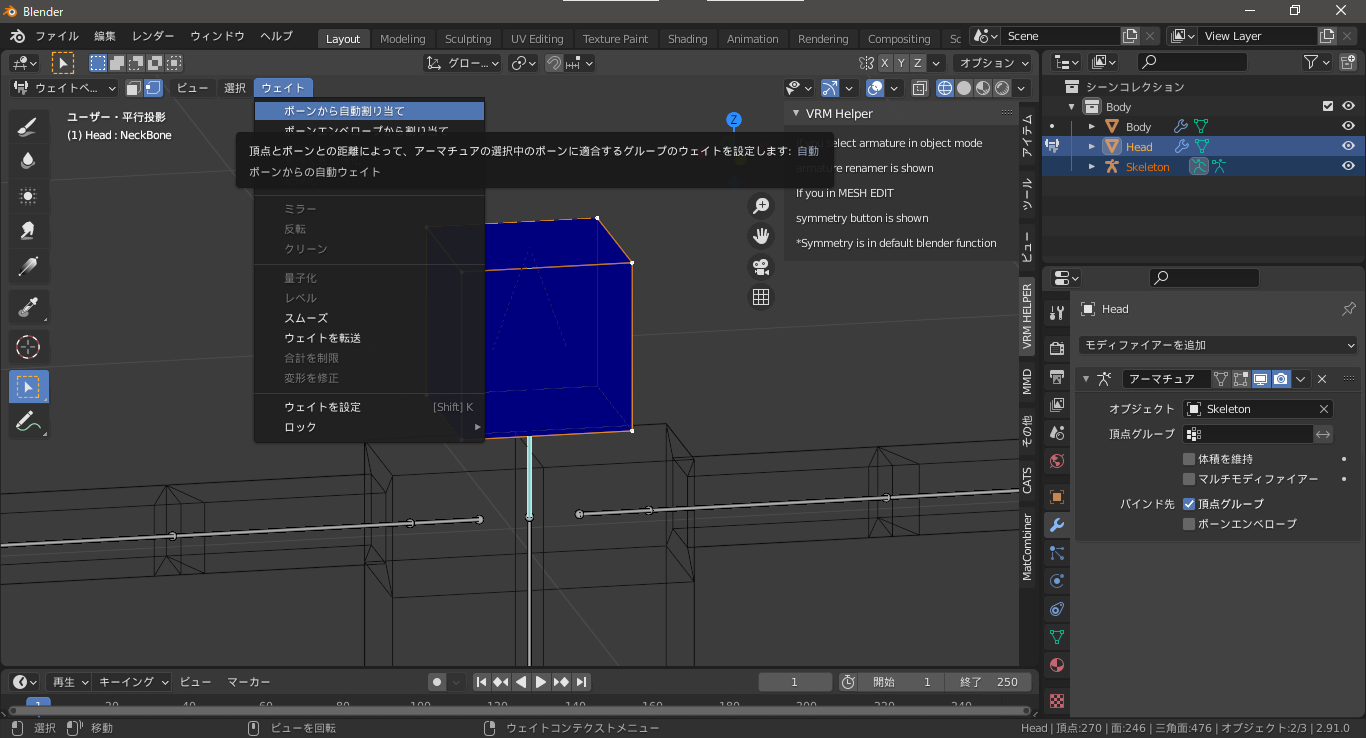 Blender
ファイル 編集 レンダー ウィンドウ ヘルプ Layout Modeling Sculpting UV Editing Texture Paint Shading Animation Rendering Compositing Sc Scene View Layer
グロー... X Y Z オプション
ウェイトペ... ビュー 選択 ウェイト
ユーザー・平行投影
(1) Head : NeckBone
ボーンから自動割り当て
ボーンエンベロープから割り当て
頂点とボーンとの距離によって、アーマチュアの選択中のボーンに適合するグループのウェイトを設定します: 自動
ボーンからの自動ウェイト
ミラー
反転
クリーン
量子化
レベル
スムーズ
ウェイトを転送
合計を制限
変形を修正
ウェイトを設定 [Shift] K
ロック
Z
VRM Helper
select armature in object mode
armature renamer is shown
If you in MESH EDIT
symmetry button is shown
*Symmetry is in default blender function
アイテム
ツール
ビュー
VRM HELPER
MMD
その他
CATS
MatCombiner
シーンコレクション
Body
Body
Head
Skeleton
Head
モディファイアーを追加
アーマチュア
オブジェクト Skeleton
頂点グループ
体積を維持
マルチモディファイアー
バインド先 頂点グループ
ボーンエンベロープ
再生 キーイング ビュー マーカー 1 開始 1 終了 250
1 20 40 60 80 100 120 140 160 180 200 220 240
選択 移動 ビューを回転 ウェイトコンテクストメニュー Head | 頂点:270 | 面:246 | 三角面:476 | オブジェクト:2/3 | 2.91.0